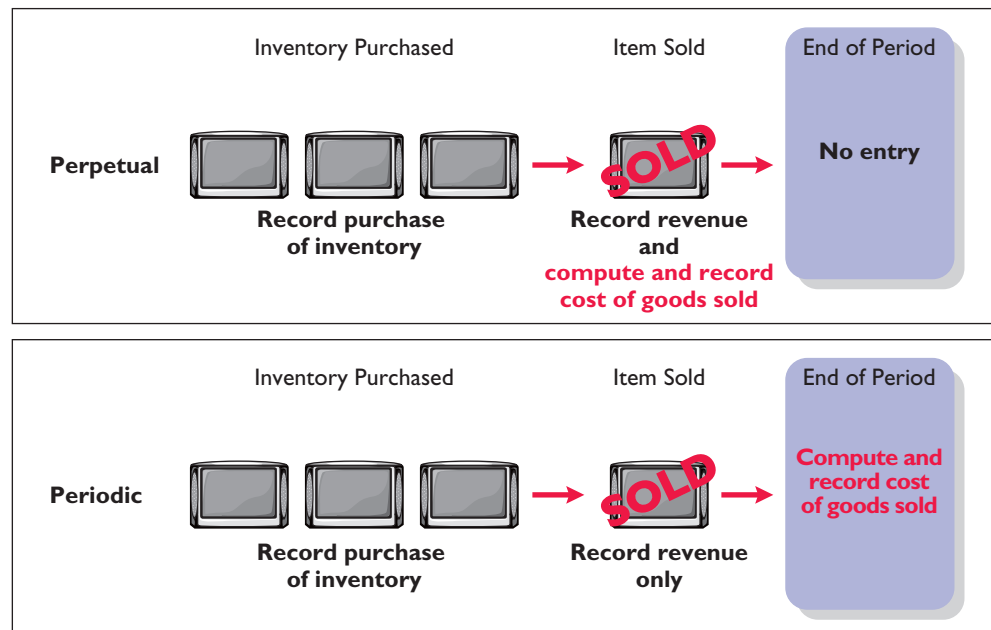 Inventory Purchased
Item Sold
End of Period
Perpetual
SOLD
No entry
Record purchase
of inventory
Record revenue
and
compute and record
cost of goods sold
Inventory Purchased
Item Sold
End of Period
Periodic
SOLD
Compute and
record cost
of goods sold
Record purchase
of inventory
Record revenue
only